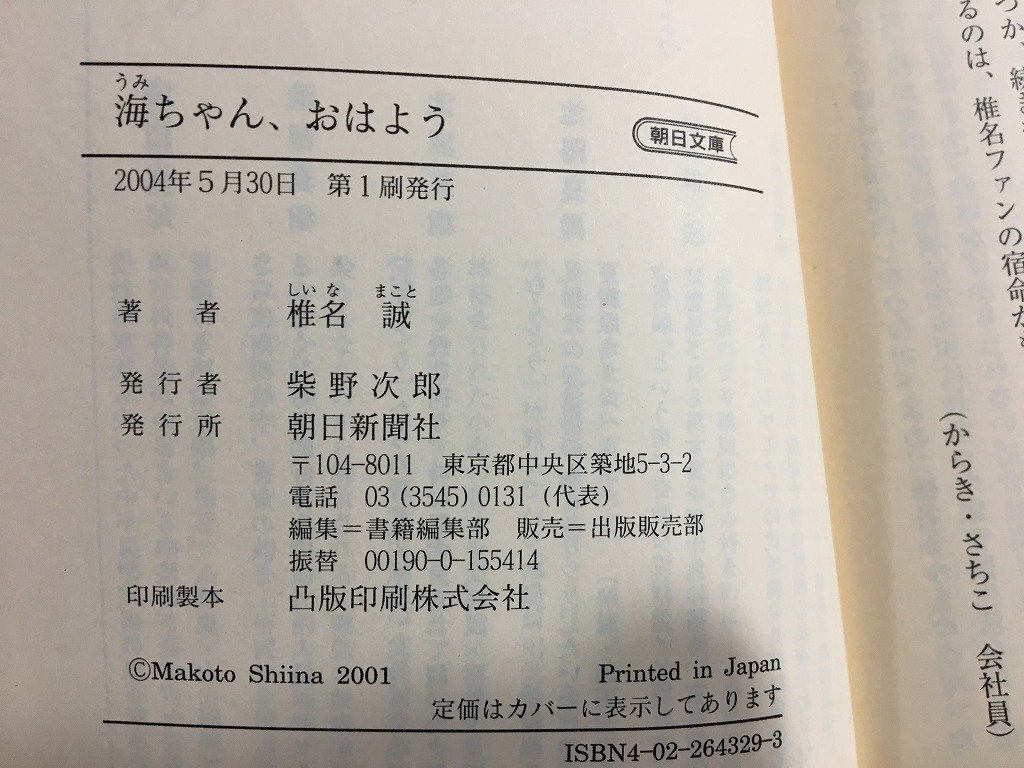 うみ
海ちゃん、おはよう
朝日文庫
2004年5月30日 第1刷発行
しいな まこと
著者 椎名 誠
発行者 柴野次郎
発行所 朝日新聞社
〒104-8011 東京都中央区築地5-3-2
電話 03(3545)0131(代表)
編集=書籍編集部 販売=出版販売部
振替 00190-0-155414
印刷製本 凸版印刷株式会社
©Makoto Shiina 2001
Printed in Japan
定価はカバーに表示してあります
ISBN4-02-264329-3
るのは、椎名ファンの宿命だ
(からき・さちこ 会社員)